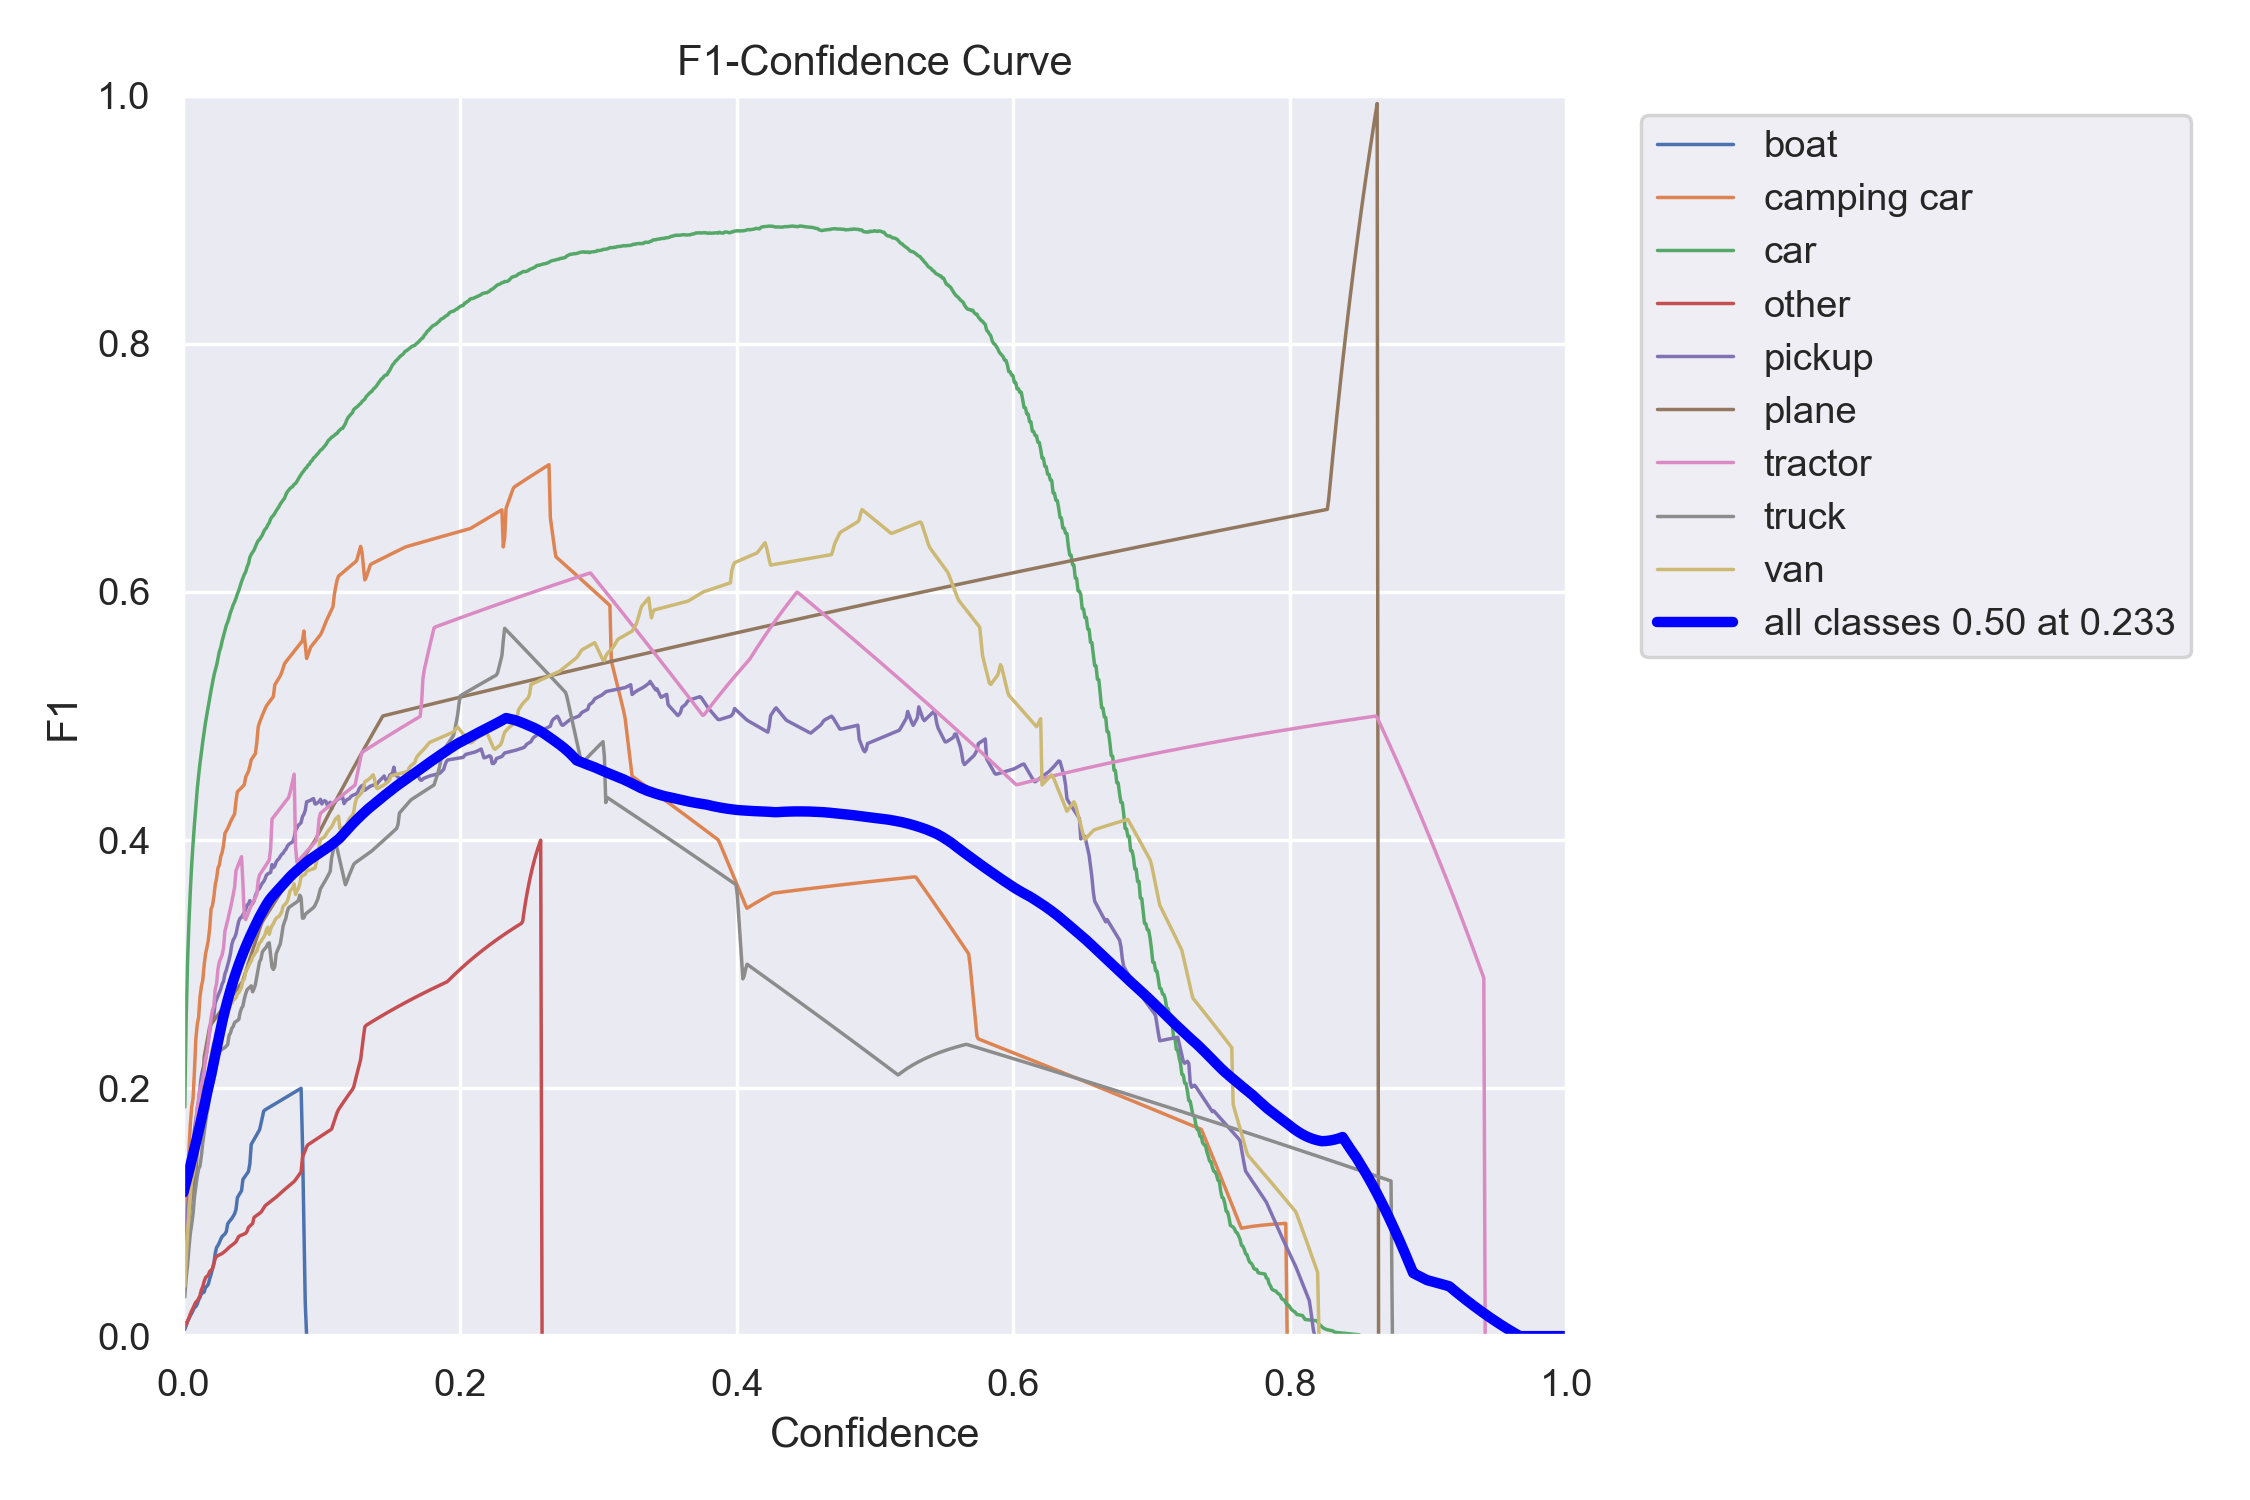 F1-Confidence Curve
1.0
0.8
0.6
0.4
0.2
0.0
F1
0.0 0.2 0.4 0.6 0.8 1.0
Confidence
boat
camping car
car
other
pickup
plane
tractor
truck
van
all classes 0.50 at 0.233